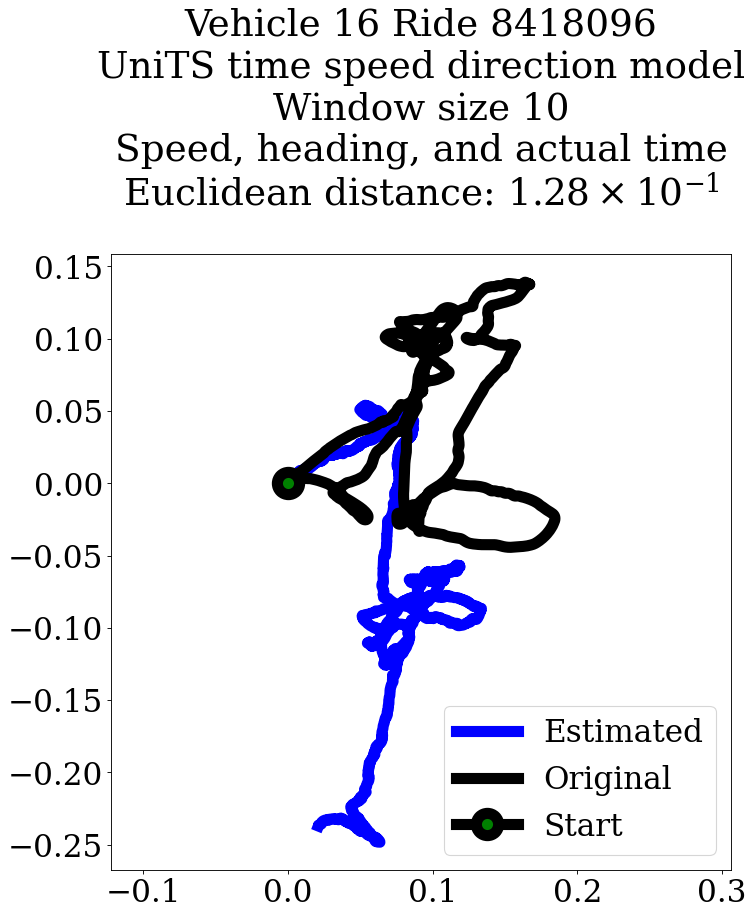 Vehicle 16 Ride 8418096
UniTS time speed direction model
Window size 10
Speed, heading, and actual time
Euclidean distance: 1.28 × 10⁻¹
0.15
0.10
0.05
0.00
−0.05
−0.10
−0.15
−0.20
−0.25
Estimated
Original
Start
−0.1 0.0 0.1 0.2 0.3